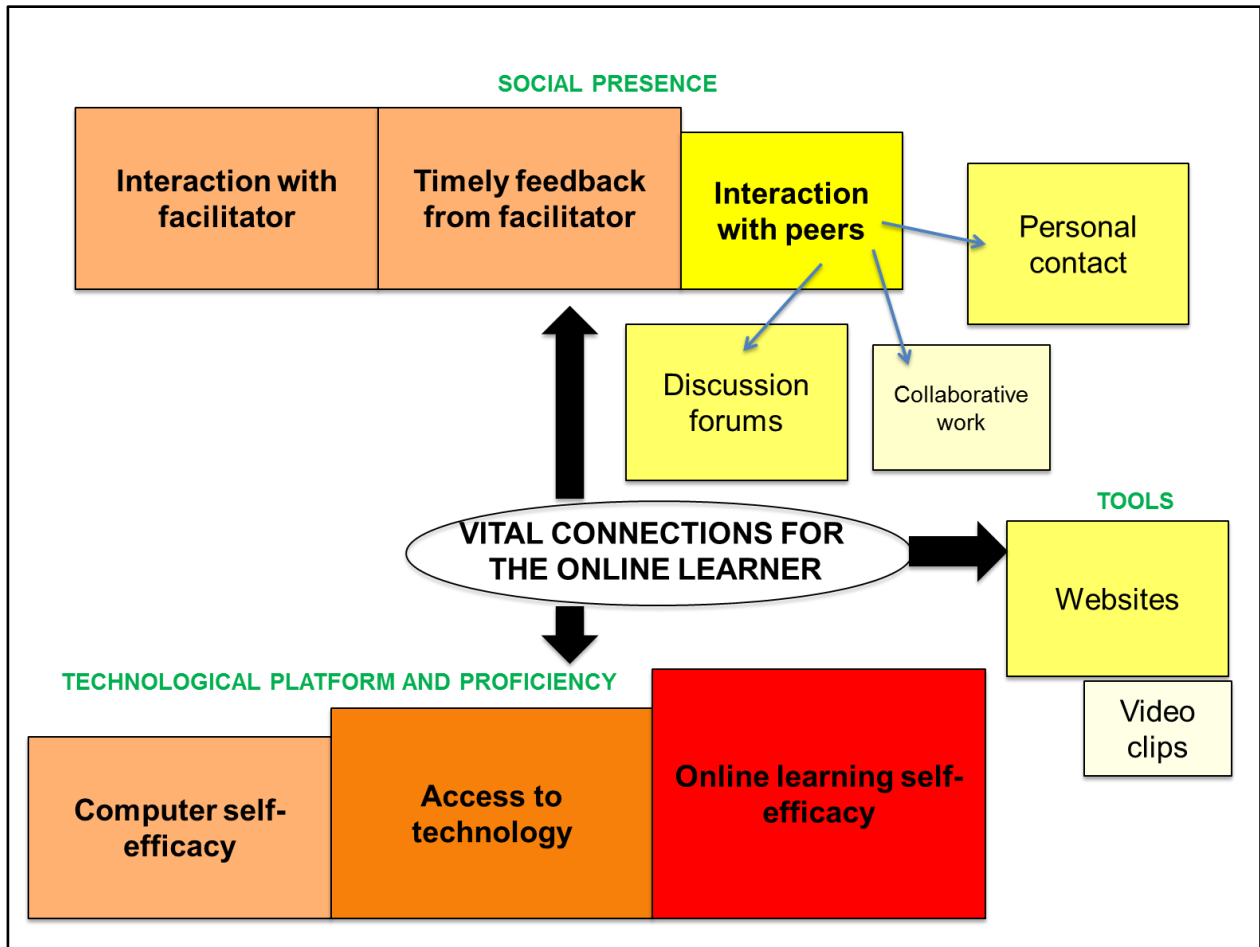 SOCIAL PRESENCE
Interaction with
facilitator
Timely feedback
from facilitator
Interaction
with peers
Personal
contact
Discussion
forums
Collaborative
work
VITAL CONNECTIONS FOR
THE ONLINE LEARNER
TOOLS
Websites
Video
clips
TECHNOLOGICAL PLATFORM AND PROFICIENCY
Computer self-
efficacy
Access to
technology
Online learning self-
efficacy